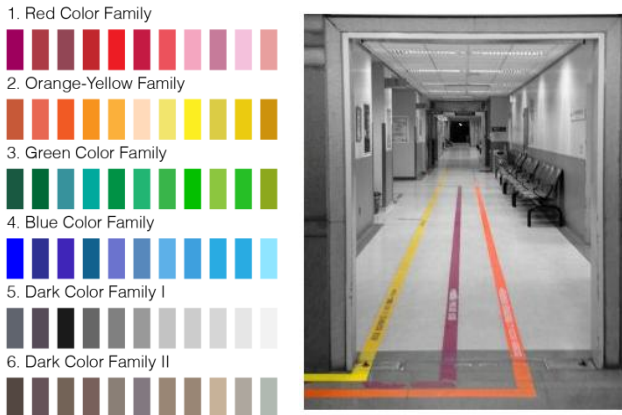 1. Red Color Family
2. Orange-Yellow Family
3. Green Color Family
4. Blue Color Family
5. Dark Color Family I
6. Dark Color Family II